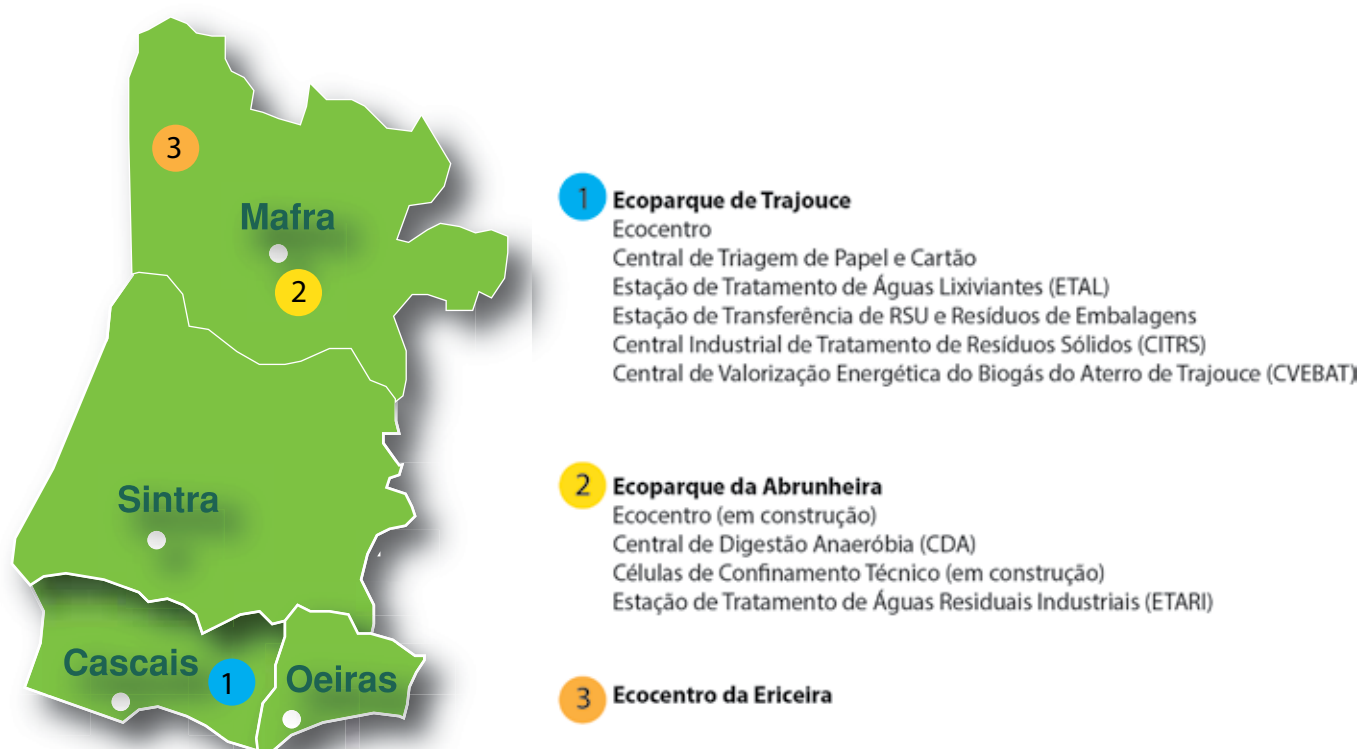 3
Mafra
2
Sintra
Cascais
1
Oeiras
1 Ecoparque de Trajouce
Ecocentro
Central de Triagem de Papel e Cartão
Estação de Tratamento de Águas Lixiviantes (ETAL)
Estação de Transferência de RSU e Resíduos de Embalagens
Central Industrial de Tratamento de Resíduos Sólidos (CITRS)
Central de Valorização Energética do Biogás do Aterro de Trajouce (CVEBAT)
2 Ecoparque da Abrunheira
Ecocentro (em construção)
Central de Digestão Anaeróbia (CDA)
Células de Confinamento Técnico (em construção)
Estação de Tratamento de Águas Residuais Industriais (ETARI)
3 Ecocentro da Ericeira